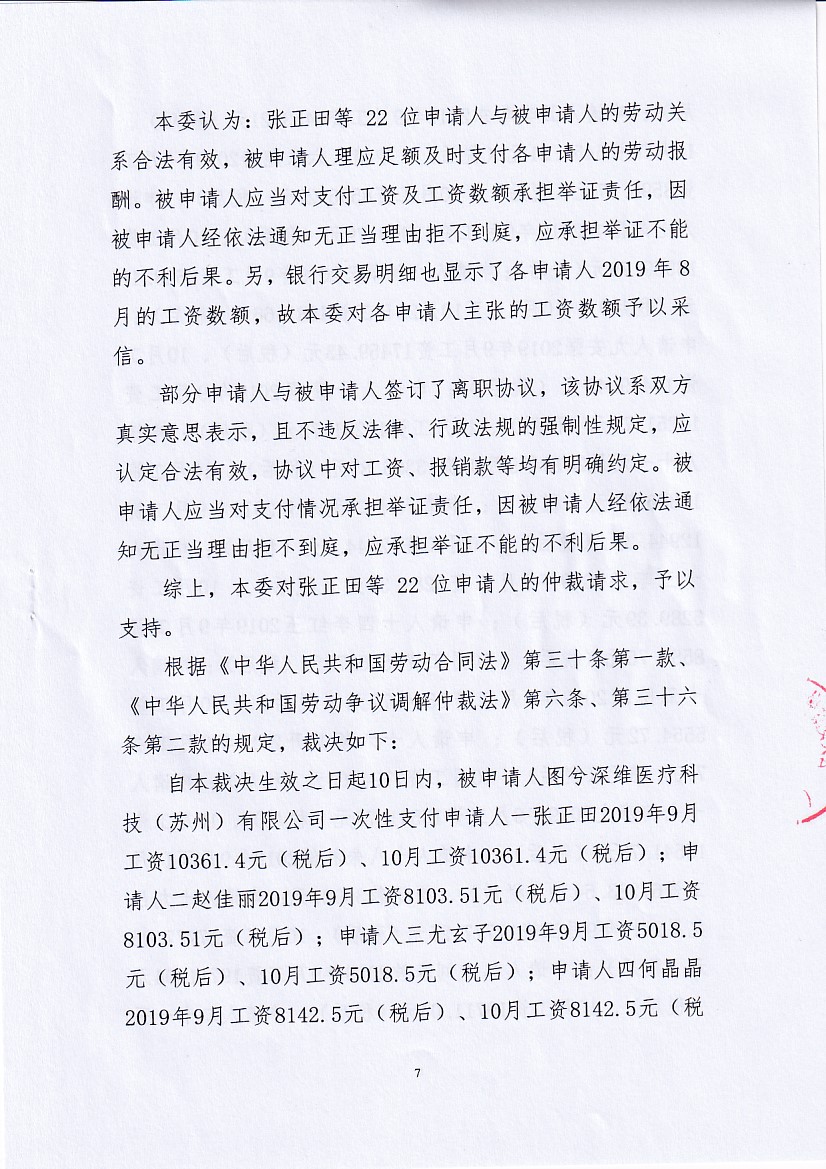 本委认为：张正田等 22 位申请人与被申请人的劳动关
系合法有效，被申请人理应足额及时支付各申请人的劳动报
酬。被申请人应当对支付工资及工资数额承担举证责任，因
被申请人经依法通知无正当理由拒不到庭，应承担举证不能
的不利后果。另，银行交易明细也显示了各申请人 2019 年 8
月的工资数额，故本委对各申请人主张的工资数额予以采
信。
部分申请人与被申请人签订了离职协议，该协议系双方
真实意思表示，且不违反法律、行政法规的强制性规定，应
认定合法有效，协议中对工资、报销款等均有明确约定。被
申请人应当对支付情况承担举证责任，因被申请人经依法通
知无正当理由拒不到庭，应承担举证不能的不利后果。
综上，本委对张正田等 22 位申请人的仲裁请求，予以
支持。
根据《中华人民共和国劳动合同法》第三十条第一款、
《中华人民共和国劳动争议调解仲裁法》第六条、第三十六
条第二款的规定，裁决如下：
自本裁决生效之日起10日内，被申请人图兮深维医疗科
技（苏州）有限公司一次性支付申请人一张正田2019年9月
工资10361.4元（税后）、10月工资10361.4元（税后）；申
请人二赵佳丽2019年9月工资8103.51元（税后）、10月工资
8103.51元（税后）；申请人三尤玄子2019年9月工资5018.5
元（税后）、10月工资5018.5元（税后）；申请人四何晶晶
2019年9月工资8142.5元（税后）、10月工资8142.5元（税
7